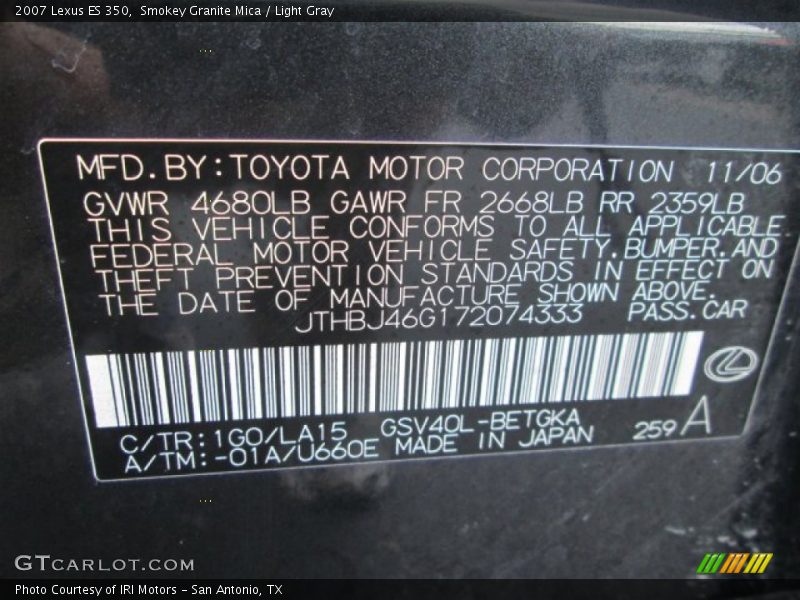 2007 Lexus ES 350, Smokey Granite Mica / Light Gray
MFD.BY:TOYOTA MOTOR CORPORATION 11/06
GVWR 4680LB GAWR FR 2668LB RR 2359LB
THIS VEHICLE CONFORMS TO ALL APPLICABLE
FEDERAL MOTOR VEHICLE SAFETY,BUMPER,AND
THEFT PREVENTION STANDARDS IN EFFECT ON
THE DATE OF MANUFACTURE SHOWN ABOVE.
JTHBJ46G172074333 PASS.CAR
C/TR:1G0/LA15 GSV40L-BETGKA 259 A
A/TM:-01A/U660E MADE IN JAPAN
GTCARLOT.COM
Photo Courtesy of IRI Motors - San Antonio, TX